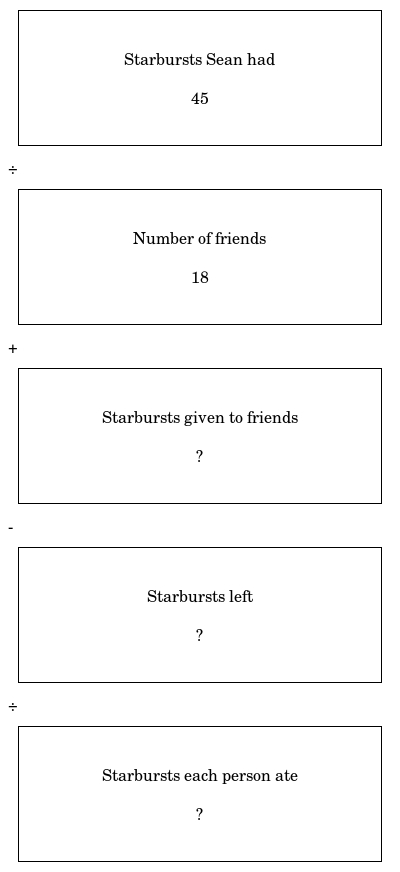 Starbursts Sean had
45
÷
Number of friends
18
+
Starbursts given to friends
?
-
Starbursts left
?
÷
Starbursts each person ate
?